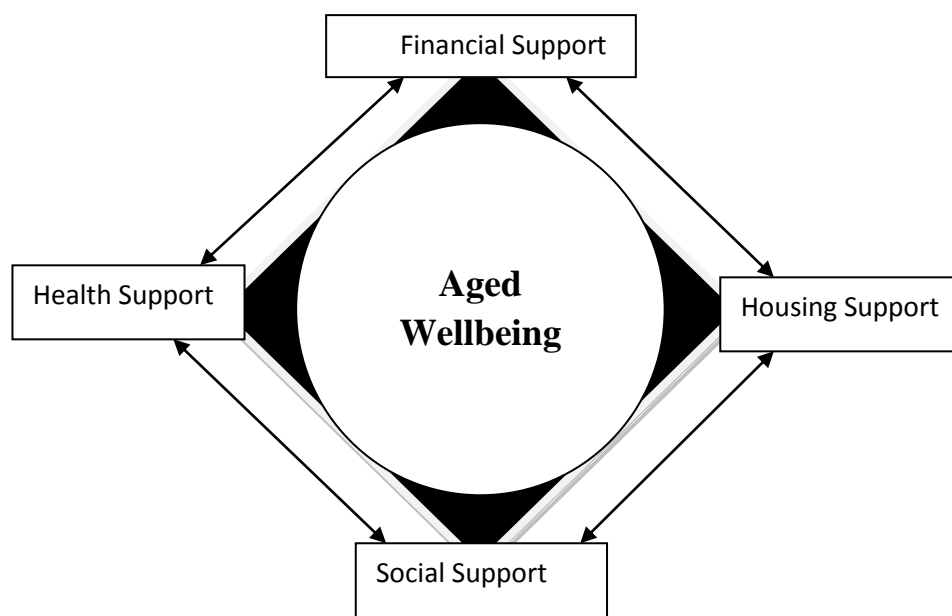 Financial Support
Health Support
Aged
Wellbeing
Housing Support
Social Support